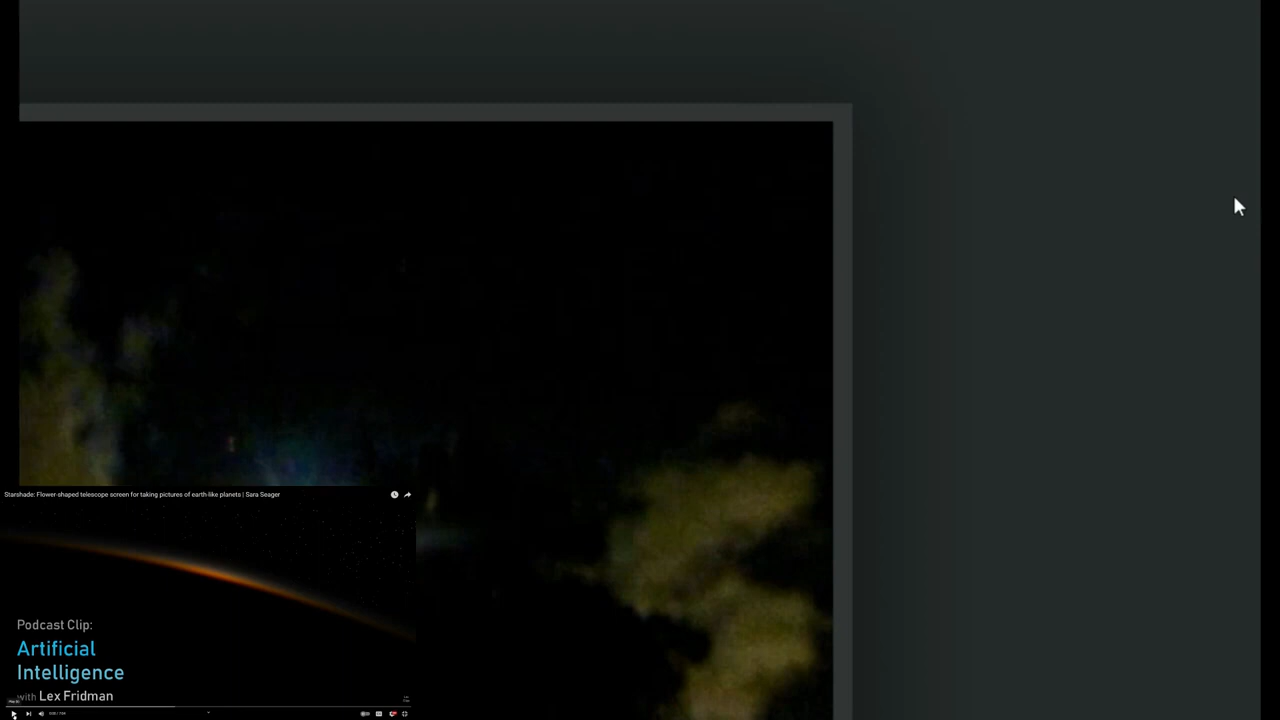 Starshade: Flower-shaped telescope screen for taking pictures of earth-like planets | Sara Seager
Podcast Clip:
Artificial
Intelligence
with Lex Fridman